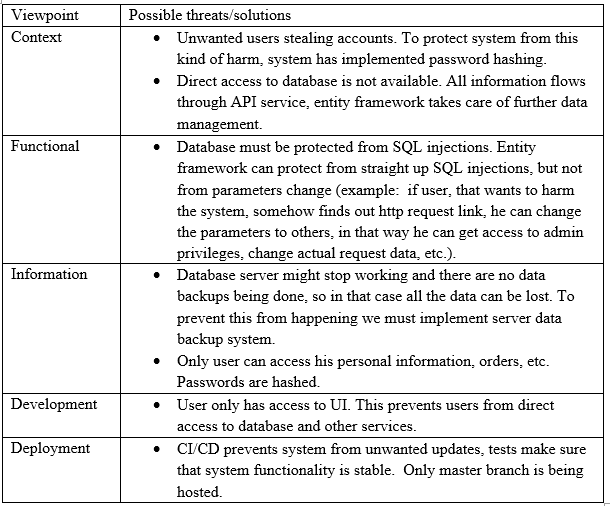 Viewpoint Possible threats/solutions
Context • Unwanted users stealing accounts. To protect system from this
kind of harm, system has implemented password hashing.
• Direct access to database is not available. All information flows
through API service, entity framework takes care of further data
management.
Functional • Database must be protected from SQL injections. Entity
framework can protect from straight up SQL injections, but not
from parameters change (example:  if user, that wants to harm
the system, somehow finds out http request link, he can change
the parameters to others, in that way he can get access to admin
privileges, change actual request data, etc.).
Information • Database server might stop working and there are no data
backups being done, so in that case all the data can be lost. To
prevent this from happening we must implement server data
backup system.
• Only user can access his personal information, orders, etc.
Passwords are hashed.
Development • User only has access to UI. This prevents users from direct
access to database and other services.
Deployment • CI/CD prevents system from unwanted updates, tests make sure
that system functionality is stable.  Only master branch is being
hosted.